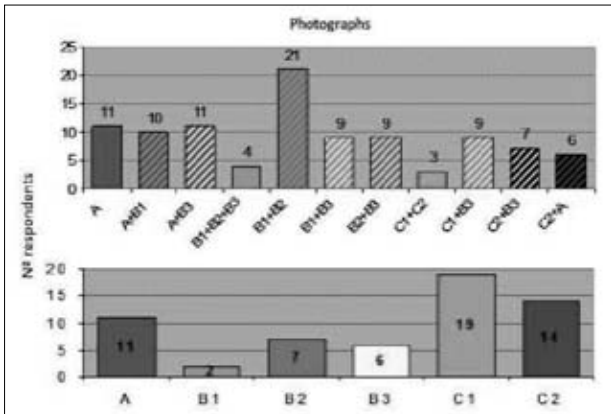 Photographs
25
20
15
10
5
0
11 10 11 4 21 9 9 3 9 7 6
A A+B1 A+B3 B1+B2+B3 B1+B2 B1+B3 B2+B3 C1+C2 C1+B3 C2+B3 C2+A
Nº respondents
20
15
10
5
0
11 2 7 6 19 14
A B1 B2 B3 C1 C2